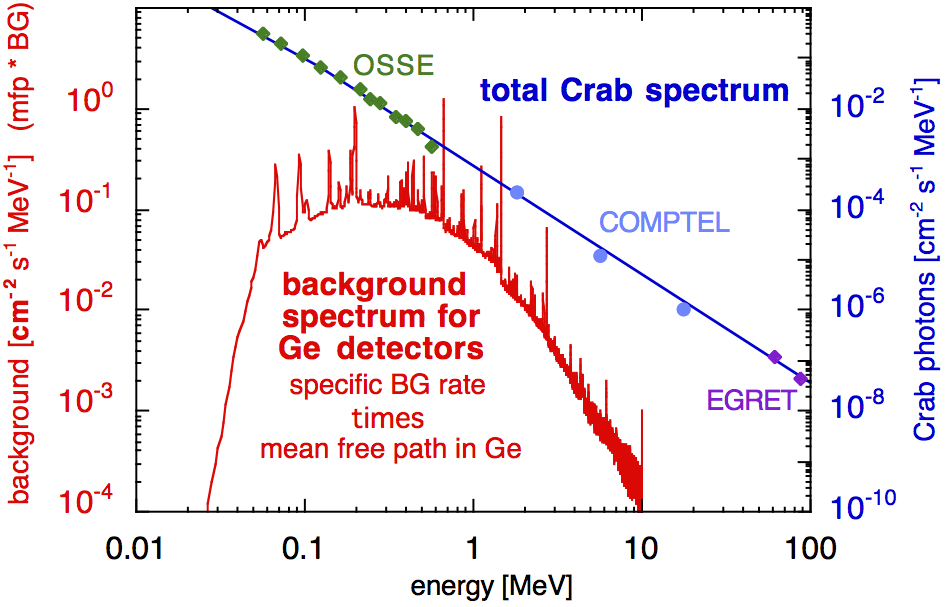 background [cm⁻² s⁻¹ MeV⁻¹] (mfp * BG)
10⁰
10⁻¹
10⁻²
10⁻³
10⁻⁴
OSSE
total Crab spectrum
COMPTEL
EGRET
background
spectrum for
Ge detectors
specific BG rate
times
mean free path in Ge
10⁻²
10⁻⁴
10⁻⁶
10⁻⁸
10⁻¹⁰
Crab photons [cm⁻² s⁻¹ MeV⁻¹]
0.01 0.1 1 10 100
energy [MeV]